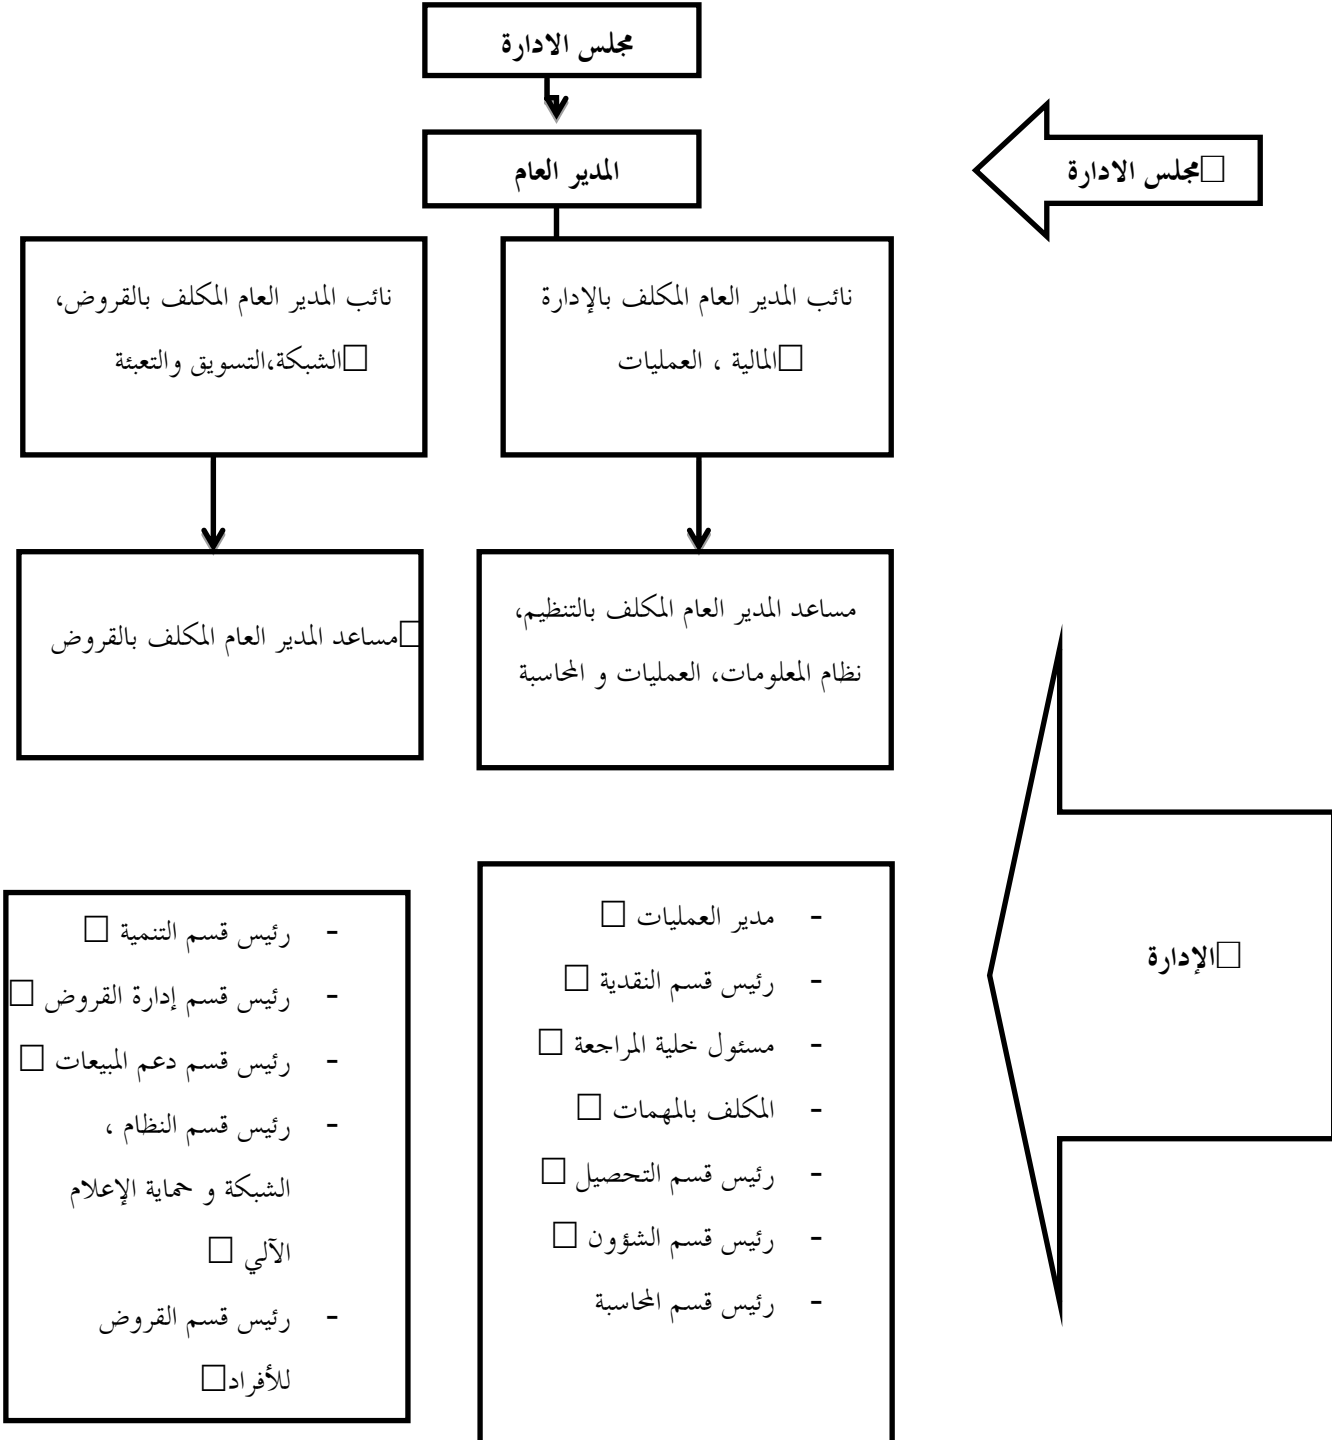 مجلس الادارة
المدير العام
مجلس الادارة
نائب المدير العام المكلف بالإدارة
المالية ، العمليات
نائب المدير العام المكلف بالقروض،
الشبكة،التسويق والتعبئة
مساعد المدير العام المكلف بالتنظيم،
نظام المعلومات، العمليات و المحاسبة
مساعد المدير العام المكلف بالقروض
الإدارة
- مدير العمليات
- رئيس قسم النقدية
- مسئول خلية المراجعة
- المكلف بالمهمات
- رئيس قسم التحصيل
- رئيس قسم الشؤون
- رئيس قسم المحاسبة
- رئيس قسم التنمية
- رئيس قسم إدارة القروض
- رئيس قسم دعم المبيعات
- رئيس قسم النظام ،
الشبكة و حماية الإعلام
الآلي
- رئيس قسم القروض
للأفراد